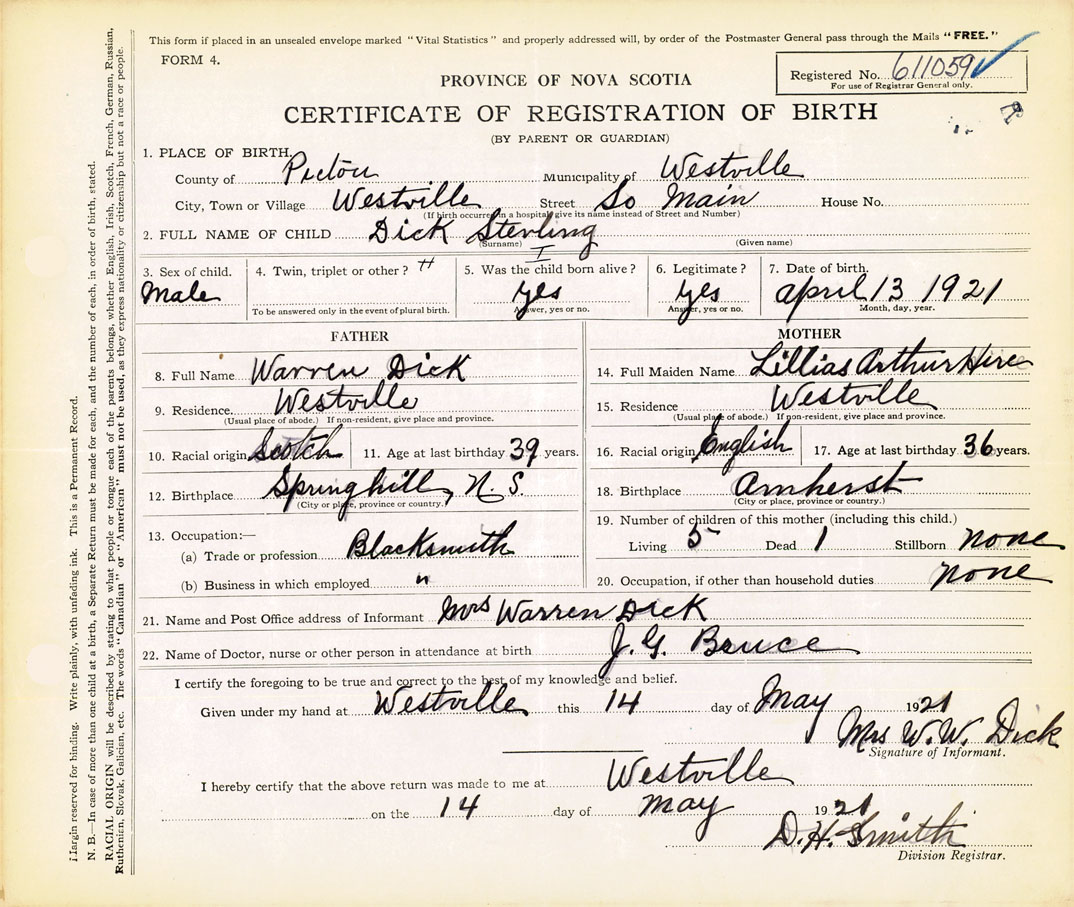 This form if placed in an unsealed envelope marked "Vital Statistics" and properly addressed will, by order of the Postmaster General pass through the Mails "FREE."
FORM 4.
Registered No. 611059
For use of Registrar General only.
PROVINCE OF NOVA SCOTIA
CERTIFICATE OF REGISTRATION OF BIRTH
(BY PARENT OR GUARDIAN)
1. PLACE OF BIRTH.
County of Pictou Municipality of Westville
City, Town or Village Westville Street So Main House No.
(If birth occurred in a hospital give its name instead of Street and Number)
2. FULL NAME OF CHILD Dick Sterling
(Surname) (Given name)
3. Sex of child. Male
4. Twin, triplet or other?
To be answered only in the event of plural birth.
5. Was the child born alive? yes
Answer, yes or no.
6. Legitimate? yes
Answer, yes or no.
7. Date of birth. April 13 1921
Month, day, year.
FATHER
8. Full Name Warren Dick
9. Residence. Westville
(Usual place of abode.) If non-resident, give place and province.
10. Racial origin Scotch 11. Age at last birthday 39 years.
12. Birthplace Springhill, N. S.
(City or place, province or country.)
13. Occupation:—
(a) Trade or profession Blacksmith
(b) Business in which employed "
MOTHER
14. Full Maiden Name Lillias Arthur
15. Residence Westville
(Usual place of abode.) If non-resident, give place and province.
16. Racial origin English 17. Age at last birthday 36 years.
18. Birthplace Amherst
(City or place, province or country.)
19. Number of children of this mother (including this child.)
Living 5 Dead 1 Stillborn none
20. Occupation, if other than household duties none
21. Name and Post Office address of Informant Mrs Warren Dick
22. Name of Doctor, nurse or other person in attendance at birth J. G. Bruce
I certify the foregoing to be true and correct to the best of my knowledge and belief.
Given under my hand at Westville this 14 day of May 1921
Mrs W. W. Dick
Signature of Informant.
I hereby certify that the above return was made to me at Westville
on the 14 day of May 1921
D. H. Smith
Division Registrar.
Margin reserved for binding. Write plainly, with unfading ink. This is a Permanent Record.
N. B.—In case of more than one child at a birth, a Separate Return must be made for each, and the number of each, in order of birth, stated.
RACIAL ORIGIN will be described by stating to what people or tongue each of the parents belongs, whether English, Irish, Scotch, French, German, Russian,
Ruthenian, Slovak, Galician, etc. The words "Canadian" or "American" must not be used, as they express nationality or citizenship but not a race or people.